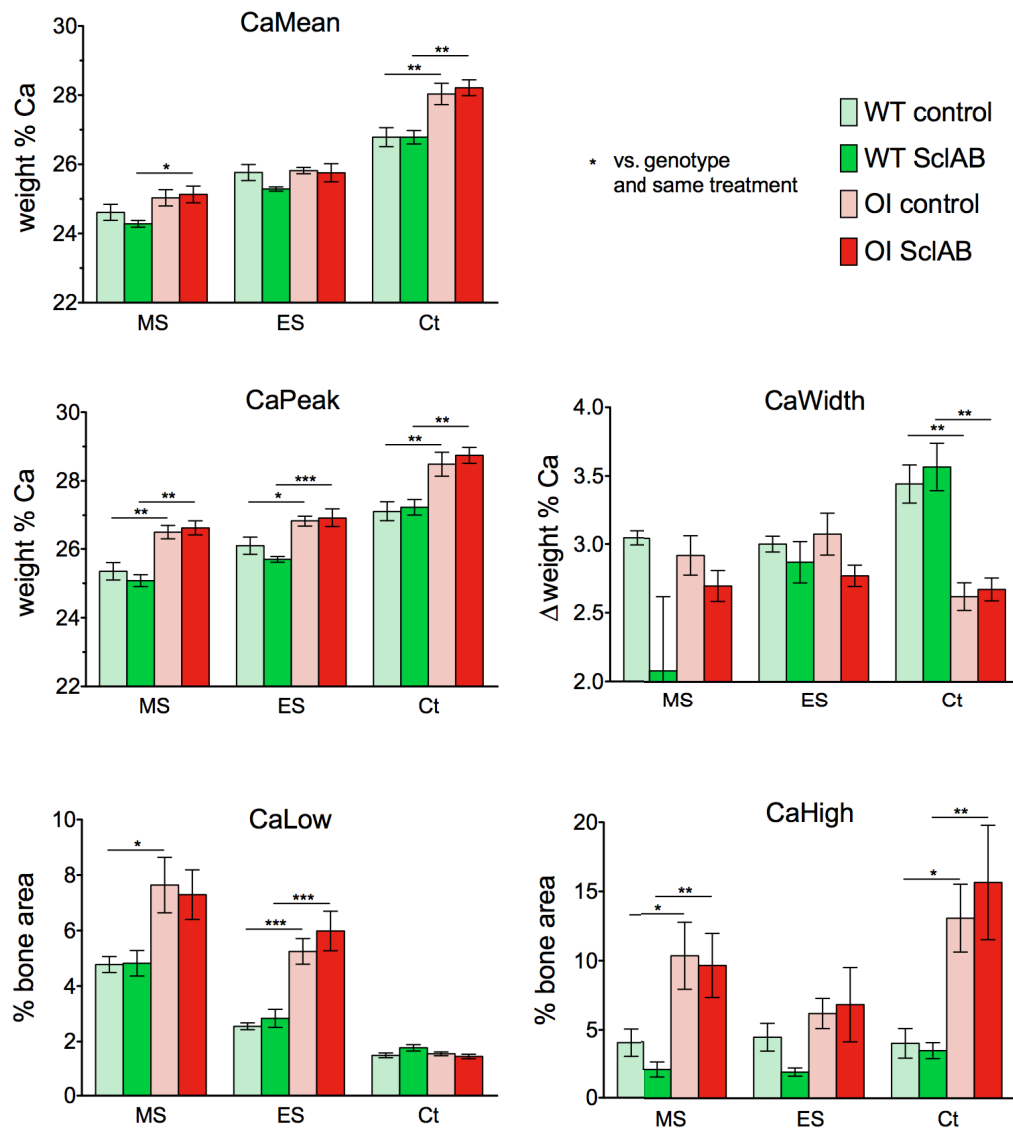 CaMean
30
28
26
24
22
weight % Ca
*
**
**
MS
ES
Ct
* vs. genotype
and same treatment
WT control
WT SclAB
OI control
OI SclAB
CaPeak
30
28
26
24
22
weight % Ca
**
**
*
***
**
**
MS
ES
Ct
CaWidth
4.0
3.5
3.0
2.5
2.0
Δ weight % Ca
**
**
MS
ES
Ct
CaLow
10
8
6
4
2
0
% bone area
*
***
***
MS
ES
Ct
CaHigh
20
15
10
5
0
% bone area
*
**
*
**
MS
ES
Ct